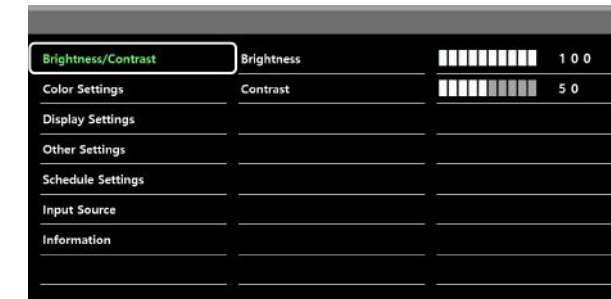 Brightness/Contrast Brightness 100
Color Settings Contrast 50
Display Settings
Other Settings
Schedule Settings
Input Source
Information